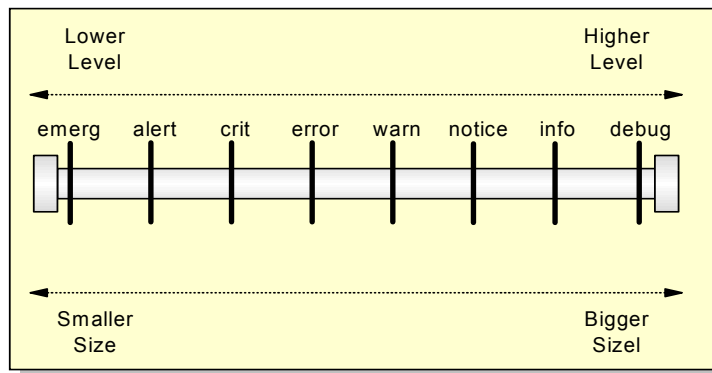 Lower Higher
Level Level
emerg alert crit error warn notice info debug
Smaller Bigger
Size Sizel